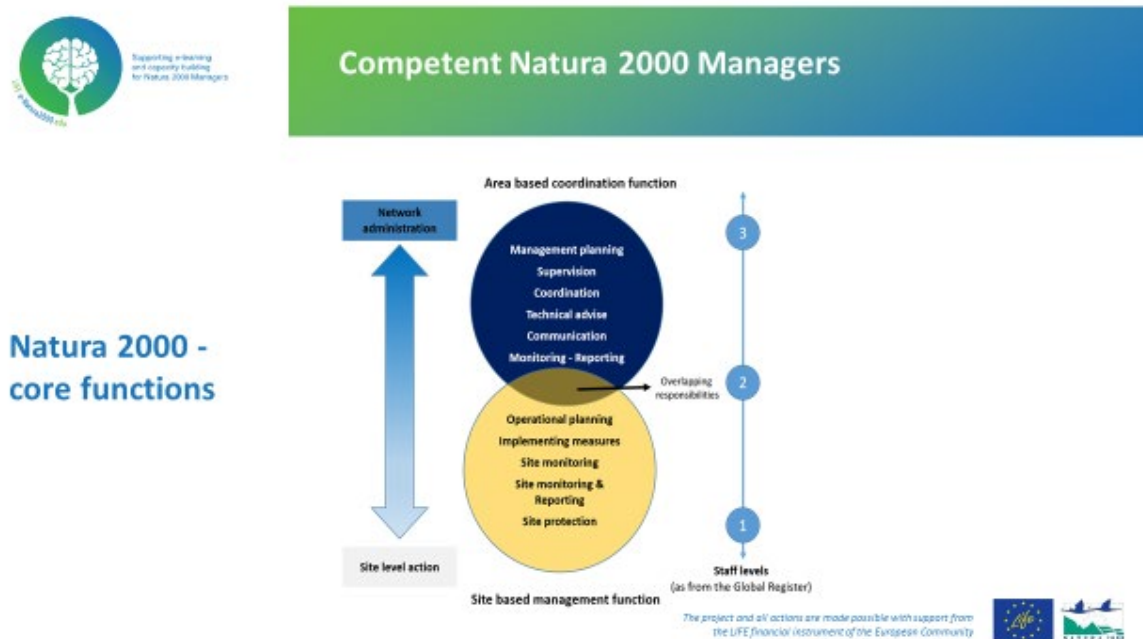 Supporting e-learning
and capacity building
for Natura 2000 Managers
Competent Natura 2000 Managers
Natura 2000 -
core functions
Area based coordination function
Network
administration
Management planning
Supervision
Coordination
Technical advise
Communication
Monitoring - Reporting
Overlapping
responsibilities
Operational planning
Implementing measures
Site monitoring
Site monitoring &
Reporting
Site protection
Site level action
Site based management function
3
2
1
Staff levels
(as from the Global Register)
The project and all actions are made possible with support from
the LIFE financial instrument of the European Community
Life
NATURA 2000